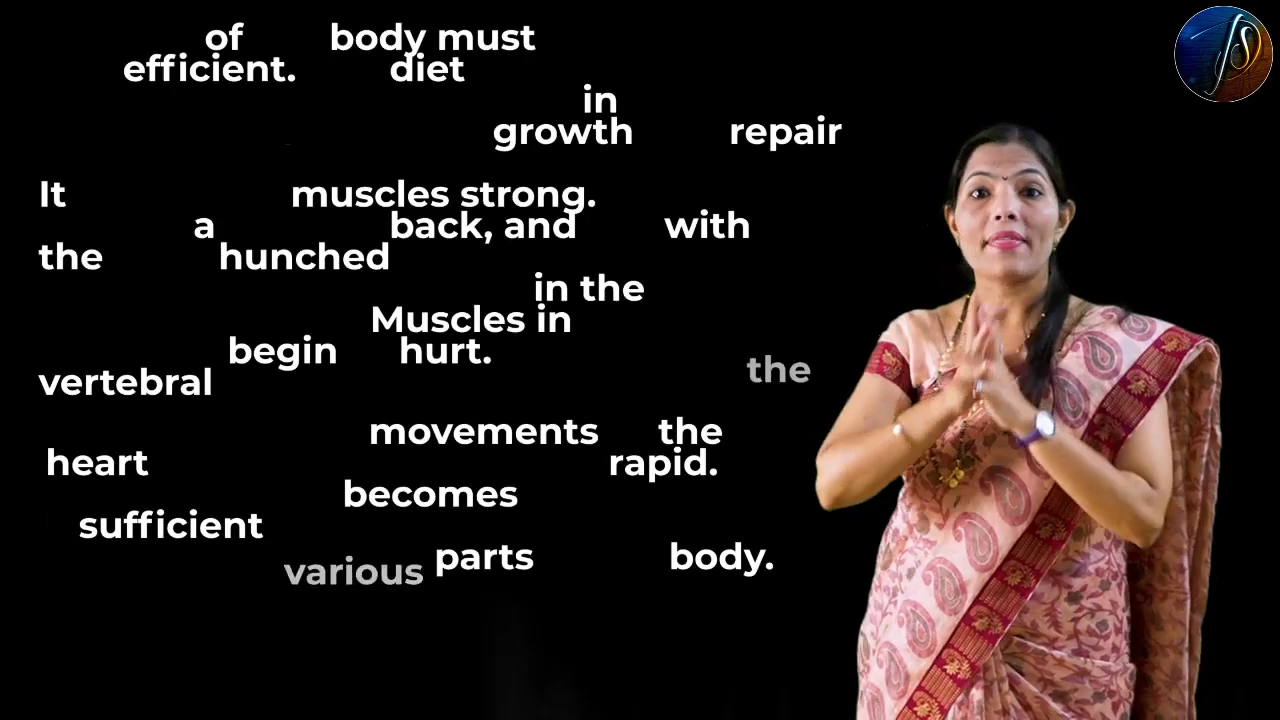 of body must
efficient. diet
in
growth repair
It muscles strong.
a back, and with
the hunched
in the
Muscles in
begin hurt.
the
vertebral
movements the
heart rapid.
becomes
sufficient
parts body.
various